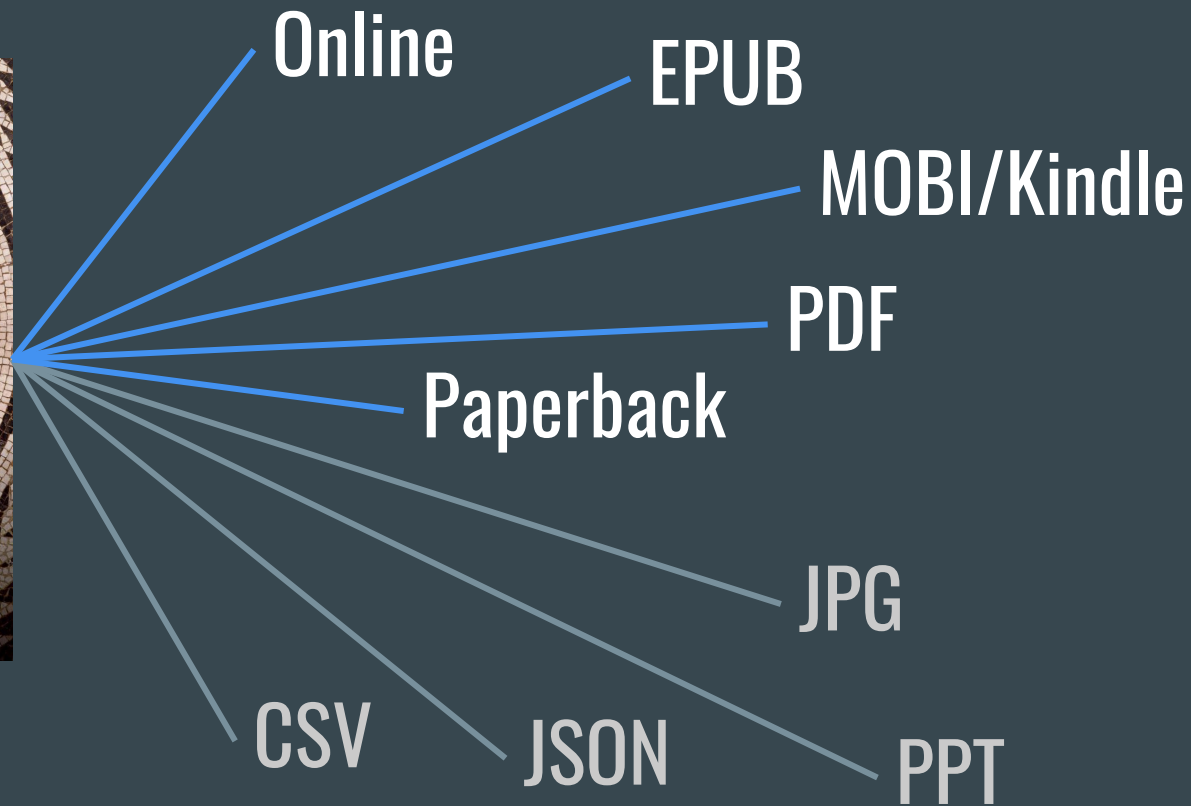 Online
EPUB
MOBI/Kindle
PDF
Paperback
JPG
CSV
JSON
PPT